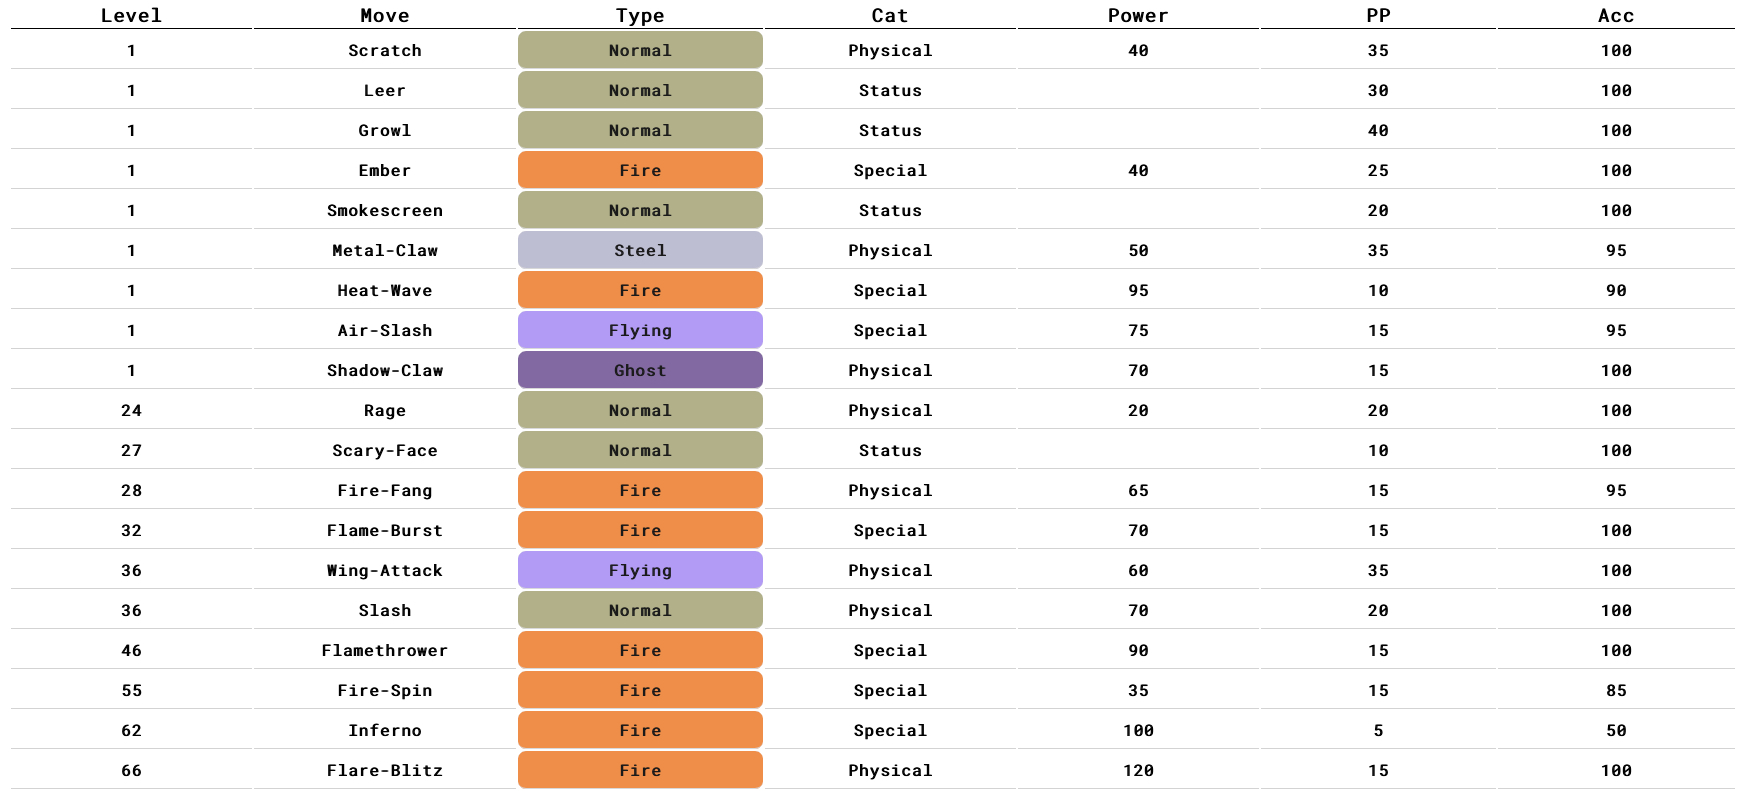 Level Move Type Cat Power PP Acc
1 Scratch Normal Physical 40 35 100
1 Leer Normal Status 30 100
1 Growl Normal Status 40 100
1 Ember Fire Special 40 25 100
1 Smokescreen Normal Status 20 100
1 Metal-Claw Steel Physical 50 35 95
1 Heat-Wave Fire Special 95 10 90
1 Air-Slash Flying Special 75 15 95
1 Shadow-Claw Ghost Physical 70 15 100
24 Rage Normal Physical 20 20 100
27 Scary-Face Normal Status 10 100
28 Fire-Fang Fire Physical 65 15 95
32 Flame-Burst Fire Special 70 15 100
36 Wing-Attack Flying Physical 60 35 100
36 Slash Normal Physical 70 20 100
46 Flamethrower Fire Special 90 15 100
55 Fire-Spin Fire Special 35 15 85
62 Inferno Fire Special 100 5 50
66 Flare-Blitz Fire Physical 120 15 100